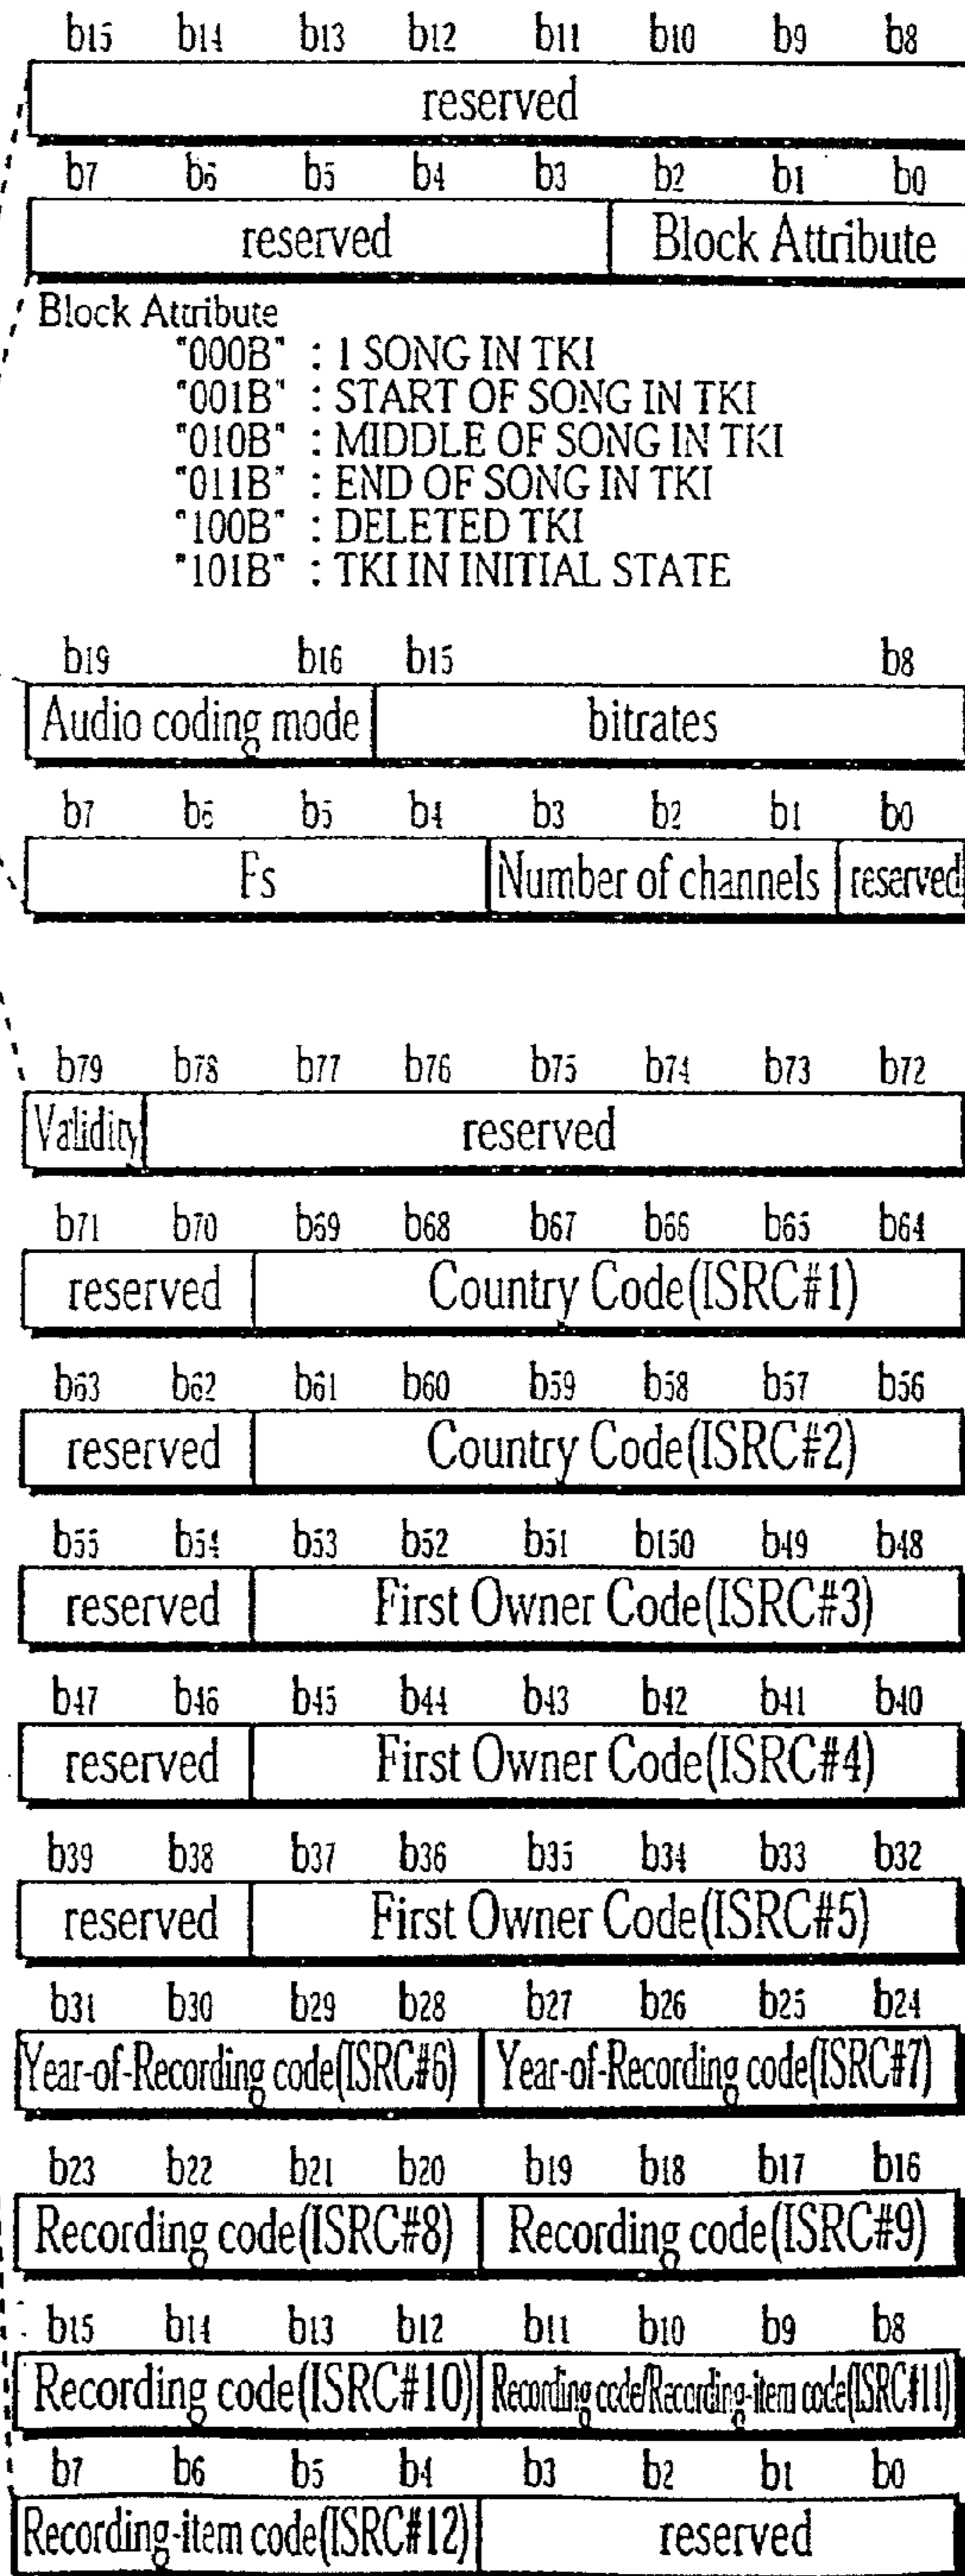 b15 b14 b13 b12 b11 b10 b9 b8
reserved
b7 b6 b5 b4 b3 b2 b1 b0
reserved Block Attribute
Block Attribute
"000B" : 1 SONG IN TKI
"001B" : START OF SONG IN TKI
"010B" : MIDDLE OF SONG IN TKI
"011B" : END OF SONG IN TKI
"100B" : DELETED TKI
"101B" : TKI IN INITIAL STATE
b19 b16 b15 b8
Audio coding mode bitrates
b7 b6 b5 b4 b3 b2 b1 b0
Fs Number of channels reserved
b79 b78 b77 b76 b75 b74 b73 b72
Validity reserved
b71 b70 b69 b68 b67 b66 b65 b64
reserved Country Code(ISRC#1)
b63 b62 b61 b60 b59 b58 b57 b56
reserved Country Code(ISRC#2)
b55 b54 b53 b52 b51 b150 b49 b48
reserved First Owner Code(ISRC#3)
b47 b46 b45 b44 b43 b42 b41 b40
reserved First Owner Code(ISRC#4)
b39 b38 b37 b36 b35 b34 b33 b32
reserved First Owner Code(ISRC#5)
b31 b30 b29 b28 b27 b26 b25 b24
Year-of-Recording code(ISRC#6) Year-of-Recording code(ISRC#7)
b23 b22 b21 b20 b19 b18 b17 b16
Recording code(ISRC#8) Recording code(ISRC#9)
b15 b14 b13 b12 b11 b10 b9 b8
Recording code(ISRC#10) Recording code/Recording-item code(ISRC#11)
b7 b6 b5 b4 b3 b2 b1 b0
Recording-item code(ISRC#12) reserved